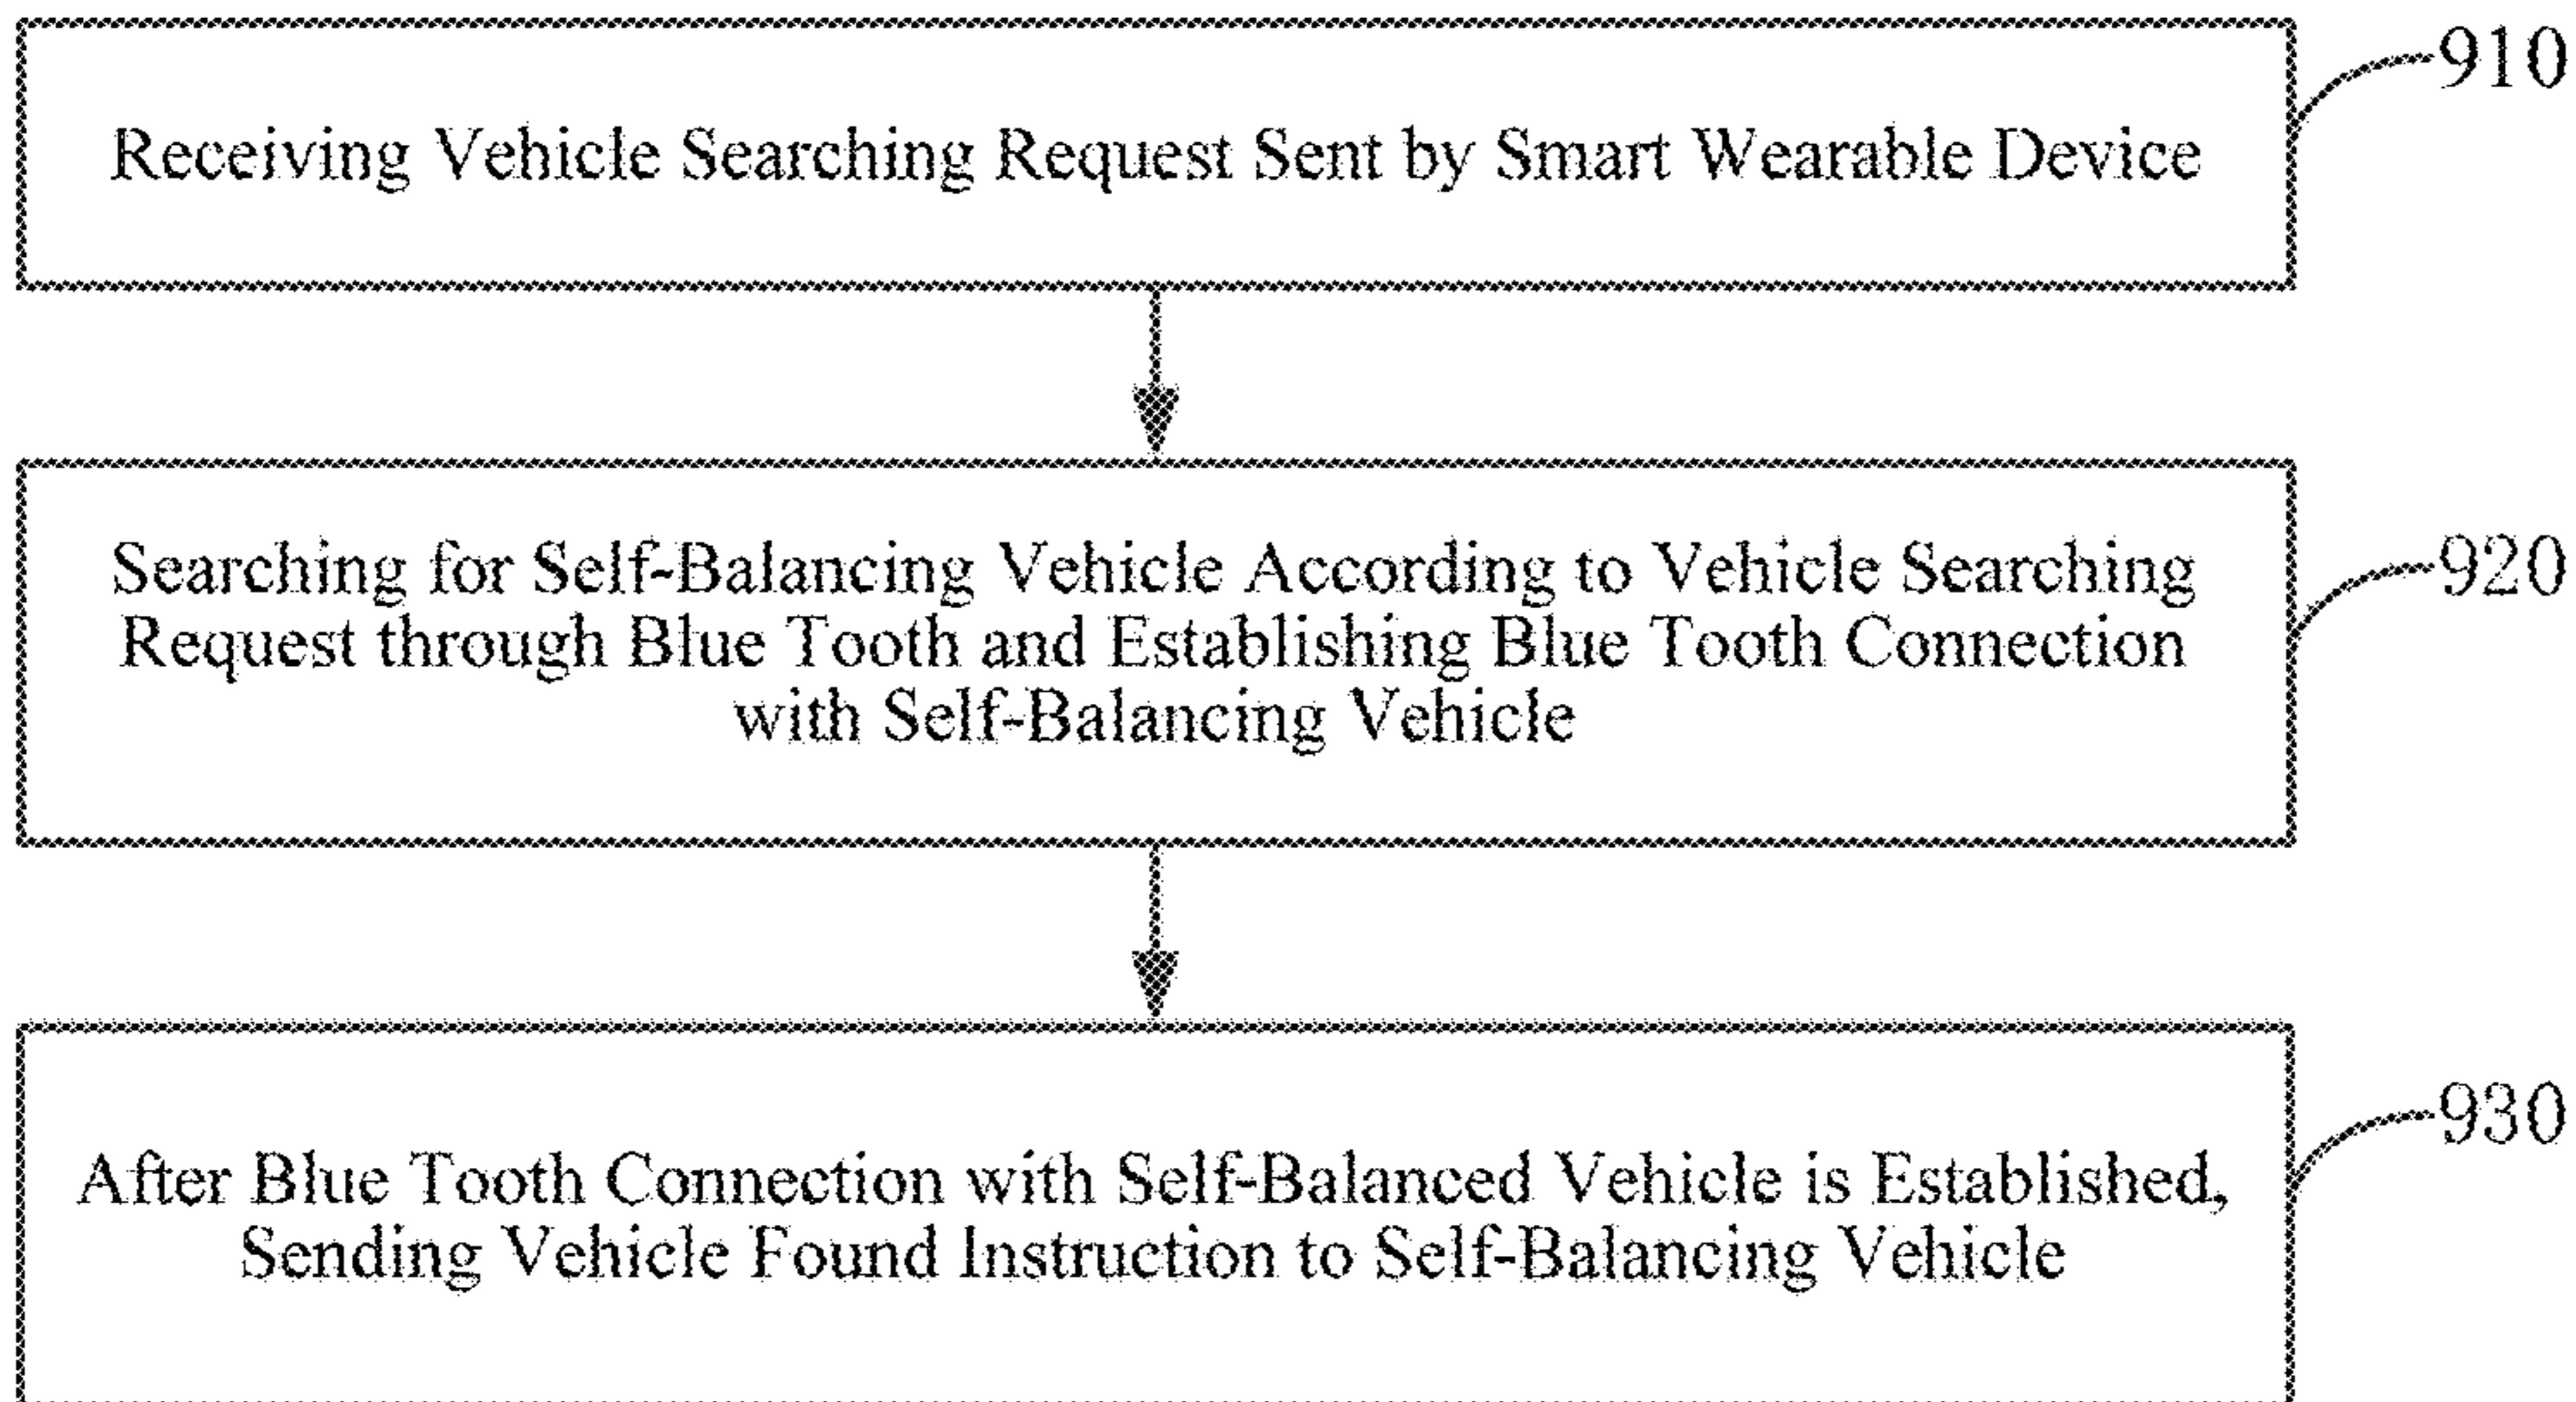 910
Receiving Vehicle Searching Request Sent by Smart Wearable Device
920
Searching for Self-Balancing Vehicle According to Vehicle Searching
Request through Blue Tooth and Establishing Blue Tooth Connection
with Self-Balancing Vehicle
930
After Blue Tooth Connection with Self-Balanced Vehicle is Established,
Sending Vehicle Found Instruction to Self-Balancing Vehicle